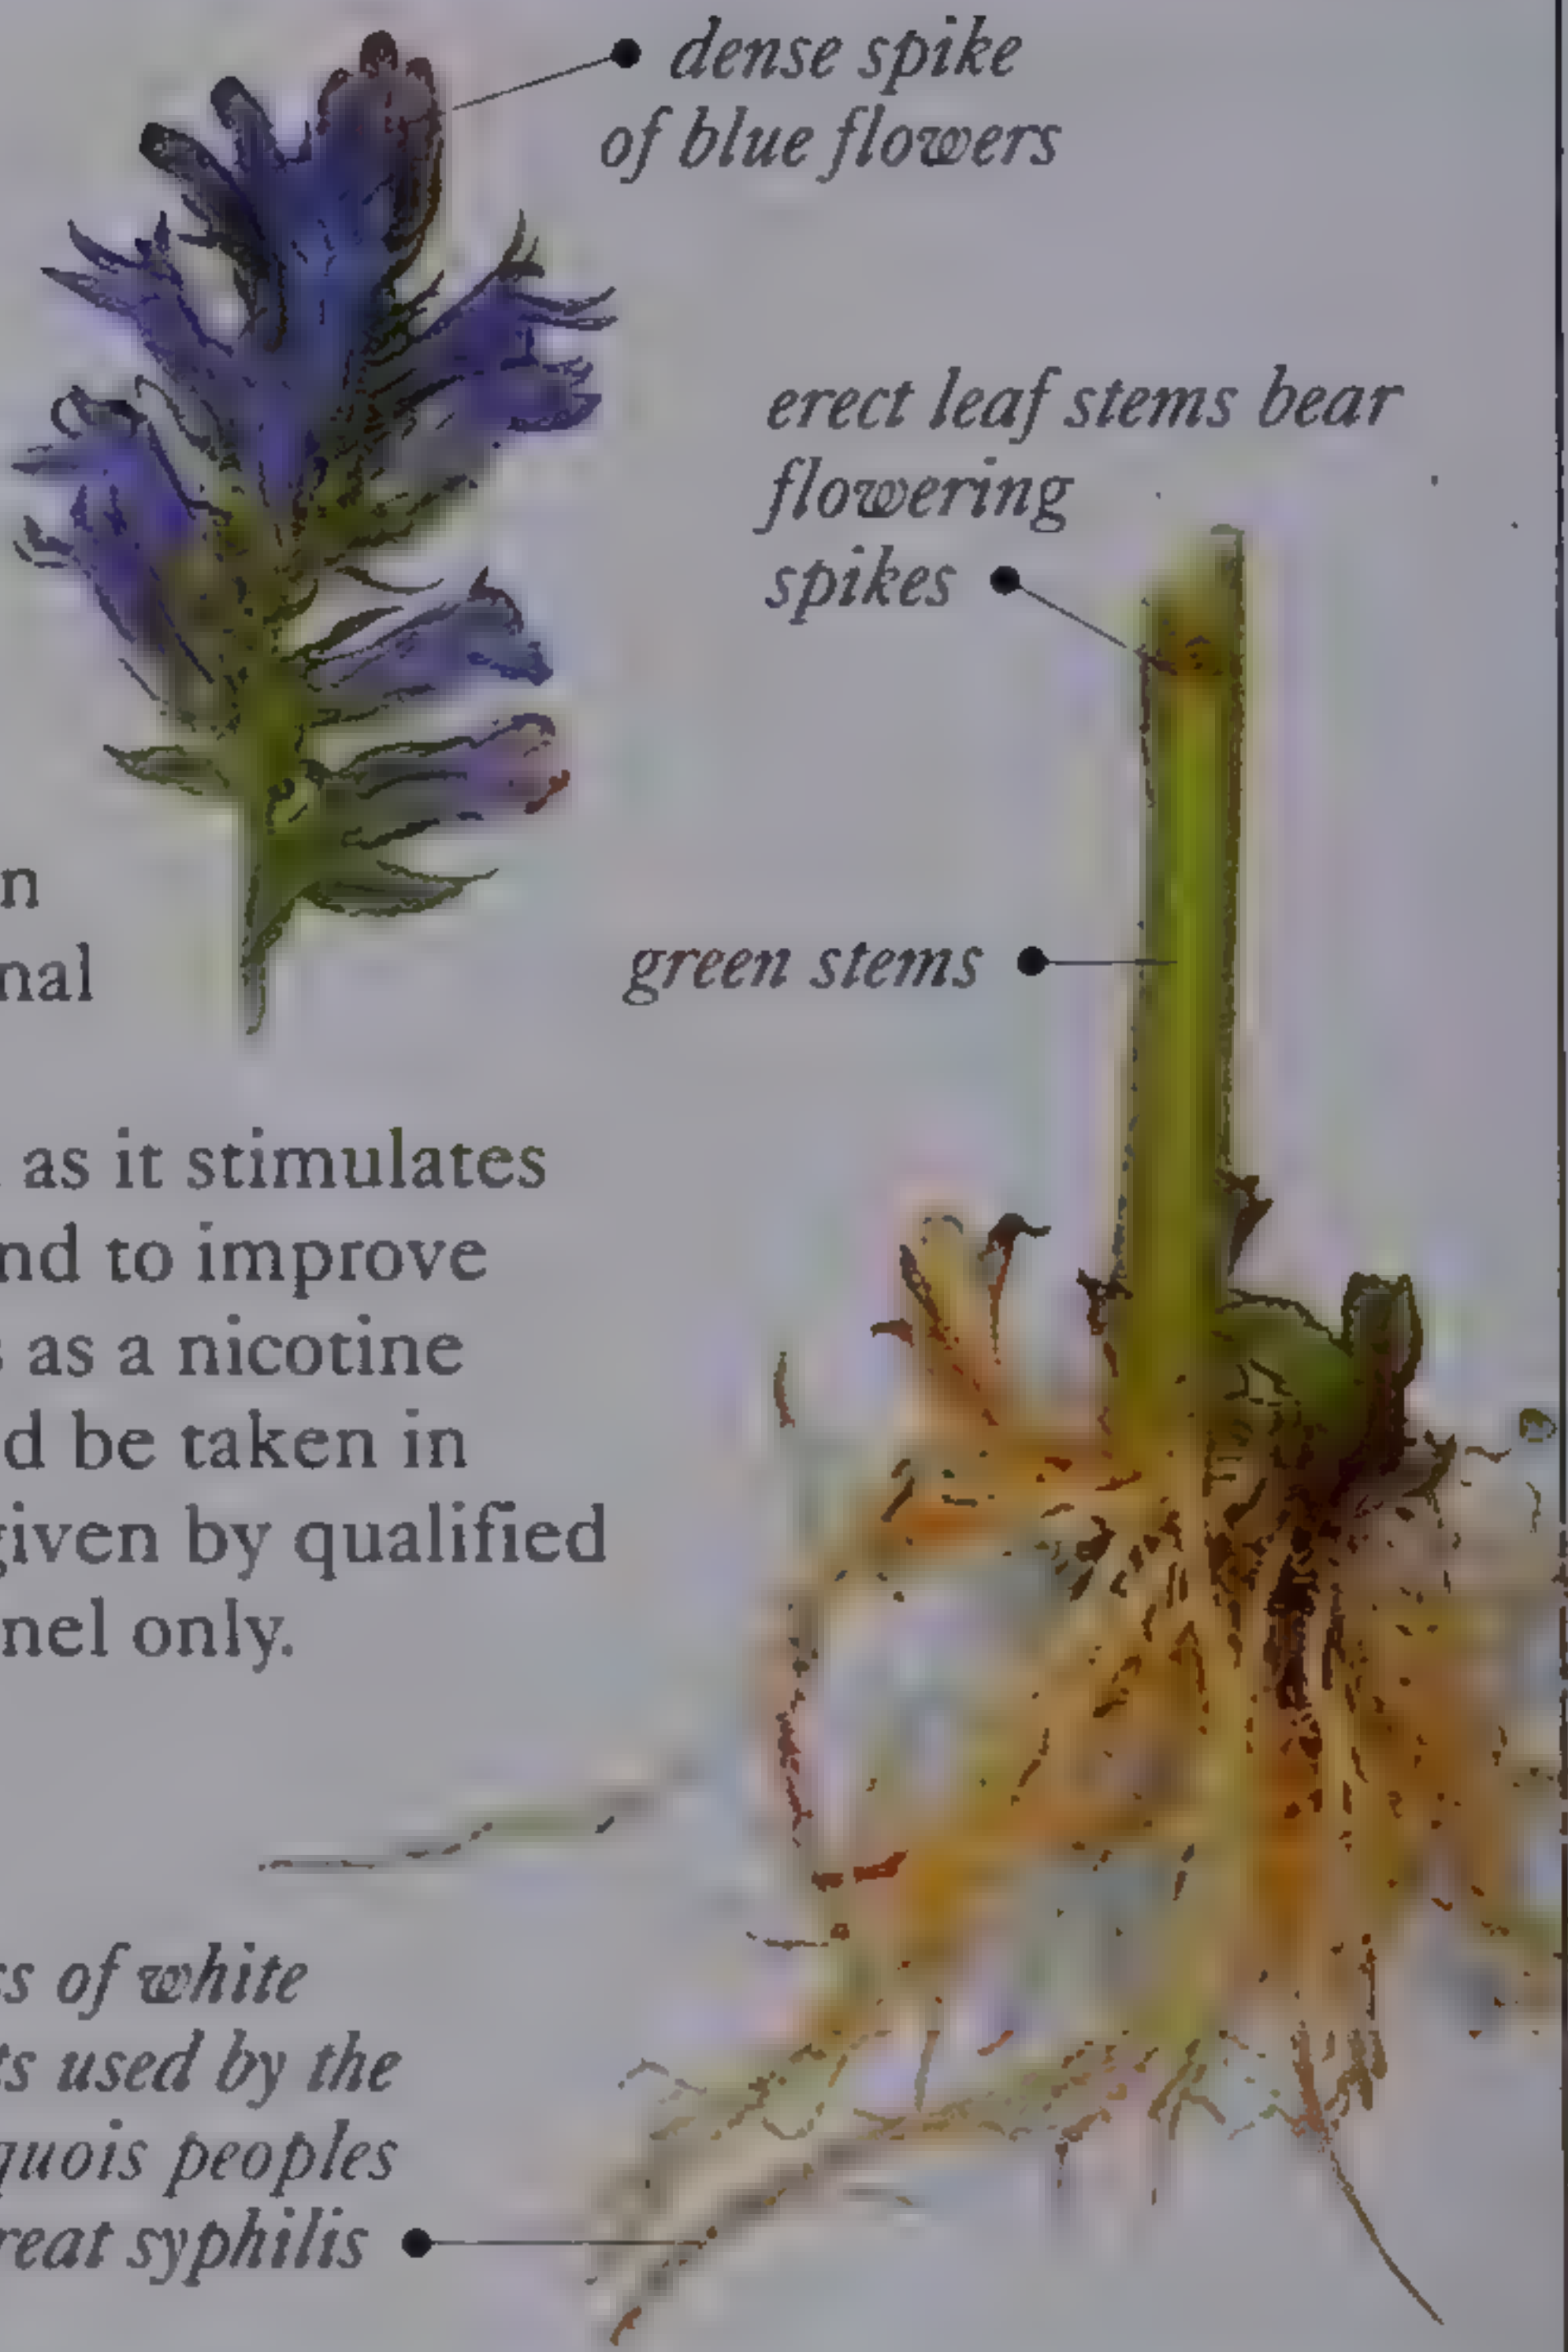 dense spike
of blue flowers
erect leaf stems bear
flowering
spikes
n
nal
green stems
as it stimulates
nd to improve
s as a nicotine
d be taken in
given by qualified
nel only.
ss of white
ts used by the
quois peoples
reat syphilis